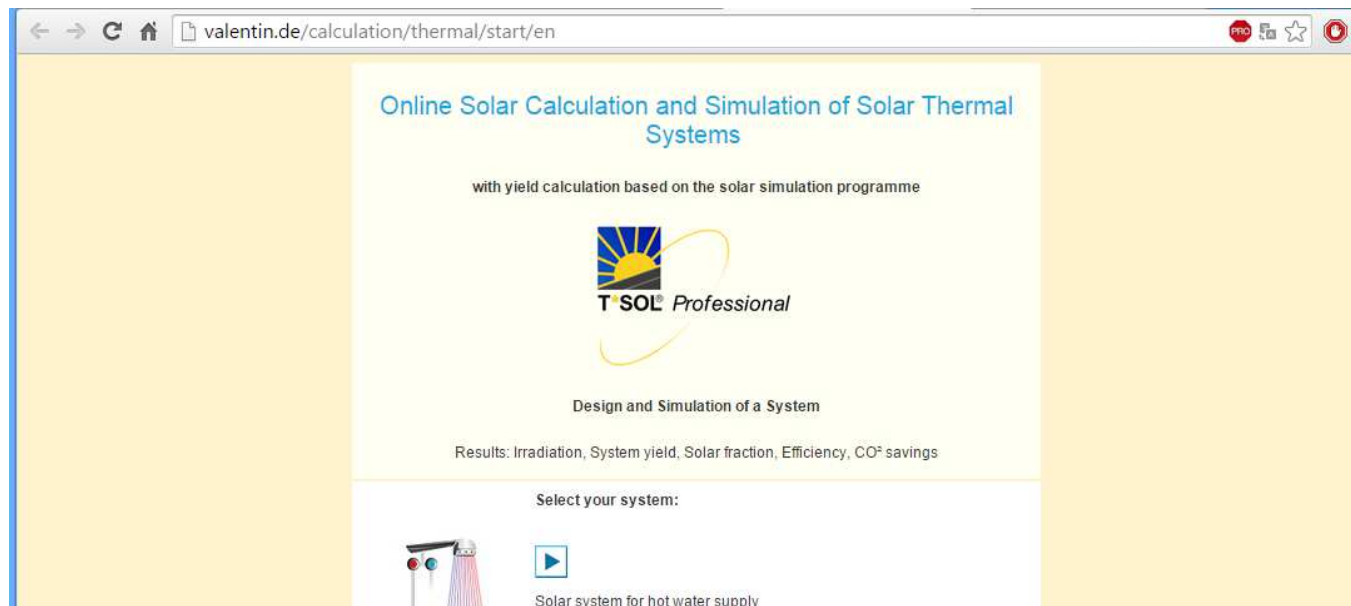 valentin.de/calculation/thermal/start/en
PRO
Online Solar Calculation and Simulation of Solar Thermal
Systems
with yield calculation based on the solar simulation programme
T*SOL® Professional
Design and Simulation of a System
Results: Irradiation, System yield, Solar fraction, Efficiency, CO² savings
Select your system:
Solar system for hot water supply